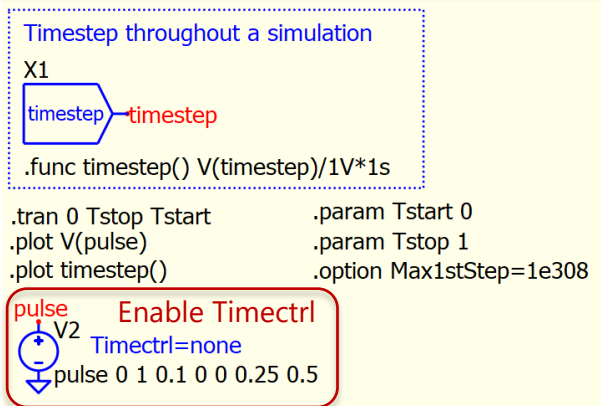 Timestep throughout a simulation
X1
timestep
timestep
.func timestep() V(timestep)/1V*1s
.tran 0 Tstop Tstart
.plot V(pulse)
.plot timestep()
.param Tstart 0
.param Tstop 1
.option Max1stStep=1e308
pulse
Enable Timectrl
V2
Timectrl=none
pulse 0 1 0.1 0 0 0.25 0.5